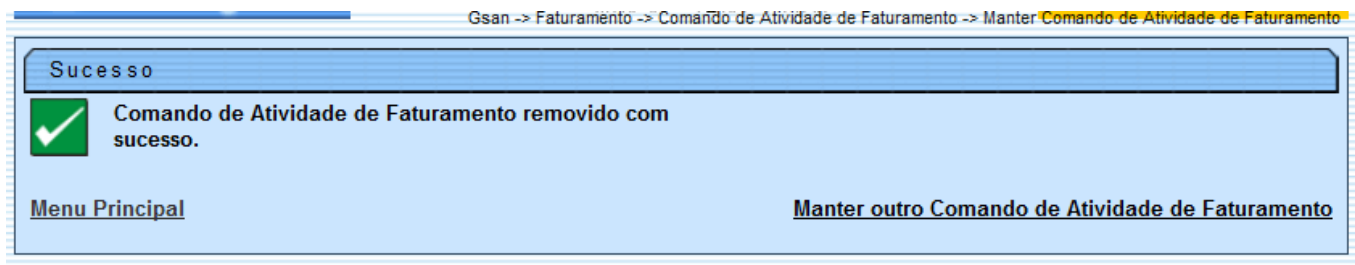 Gsan -> Faturamento -> Comando de Atividade de Faturamento -> Manter Comando de Atividade de Faturamento
Sucesso
Comando de Atividade de Faturamento removido com
sucesso.
Menu Principal
Manter outro Comando de Atividade de Faturamento